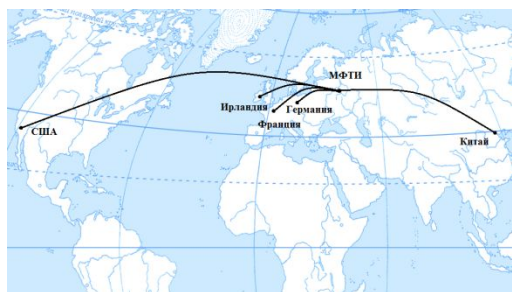 МФТИ
Ирландия
Германия
Франция
США
Китай